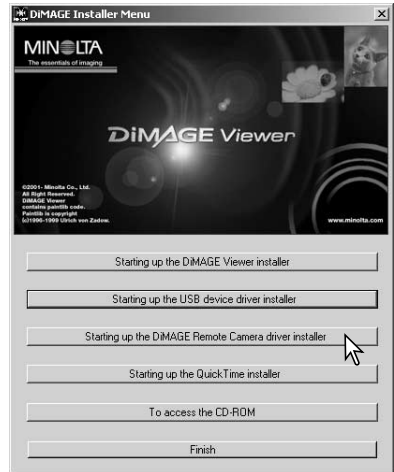 DiMAGE Installer Menu
MINOLTA
The essentials of imaging
DiMAGE Viewer
©2001- Minolta Co., Ltd.
All Right Reserved.
DiMAGE Viewer
contains paintlib code.
Paintlib is copyright
(c)1996-1999 Ulrich von Zadow.
www.minolta.com
Starting up the DiMAGE Viewer installer
Starting up the USB device driver installer
Starting up the DiMAGE Remote Camera driver installer
Starting up the QuickTime installer
To access the CD-ROM
Finish